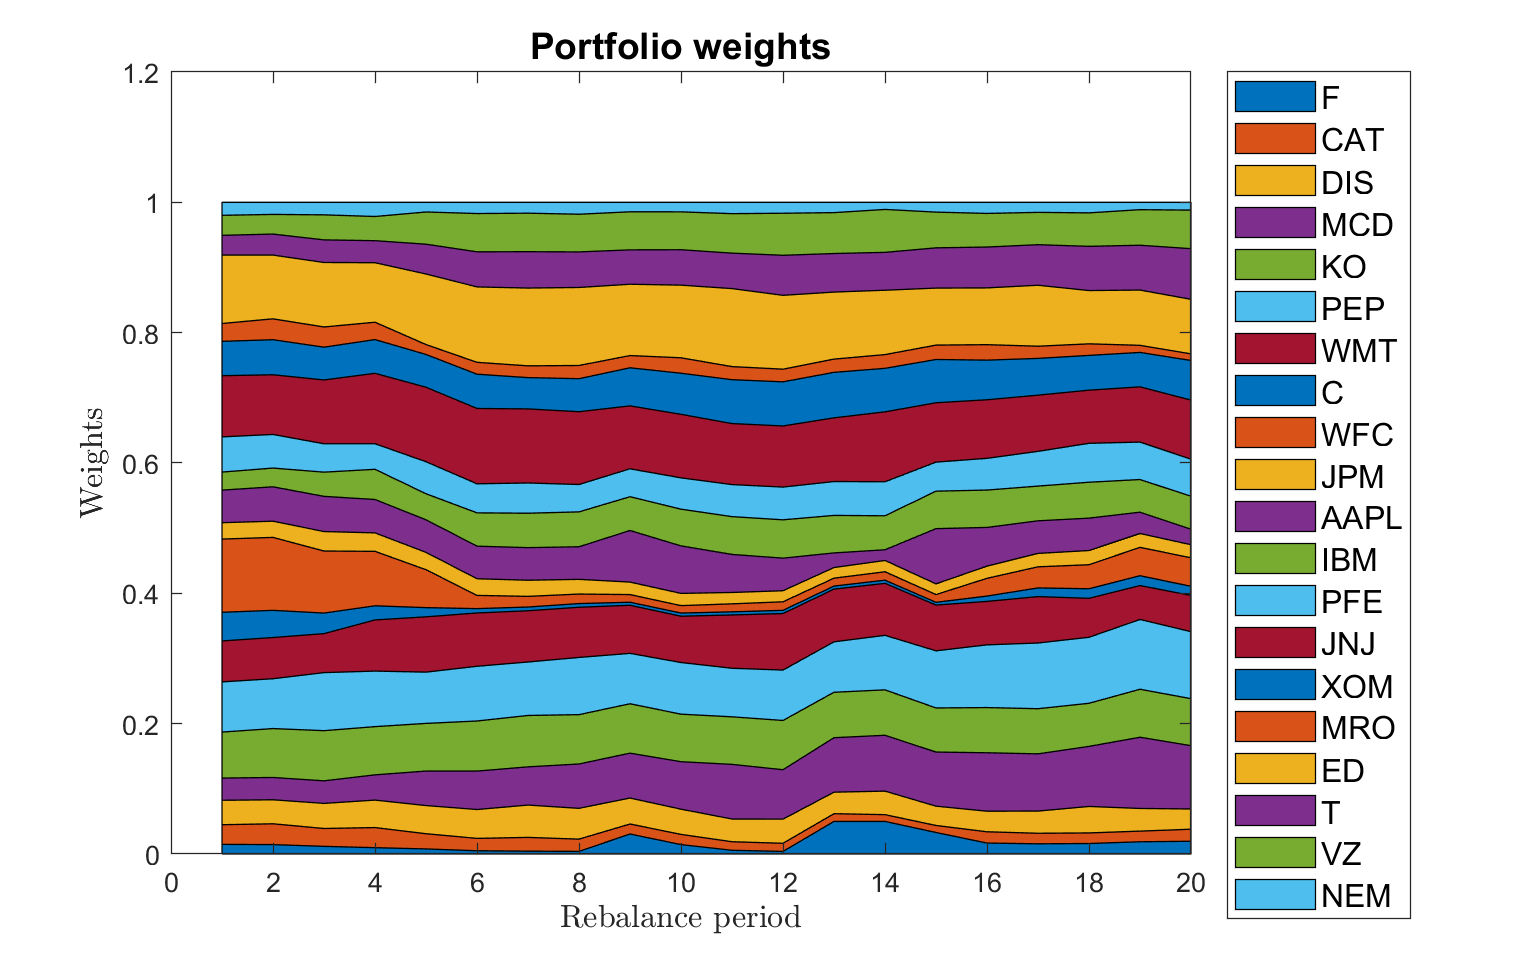 Portfolio weights
1.2
1
0.8
0.6
0.4
0.2
0
Weights
0 2 4 6 8 10 12 14 16 18 20
Rebalance period
F
CAT
DIS
MCD
KO
PEP
WMT
C
WFC
JPM
AAPL
IBM
PFE
JNJ
XOM
MRO
ED
T
VZ
NEM